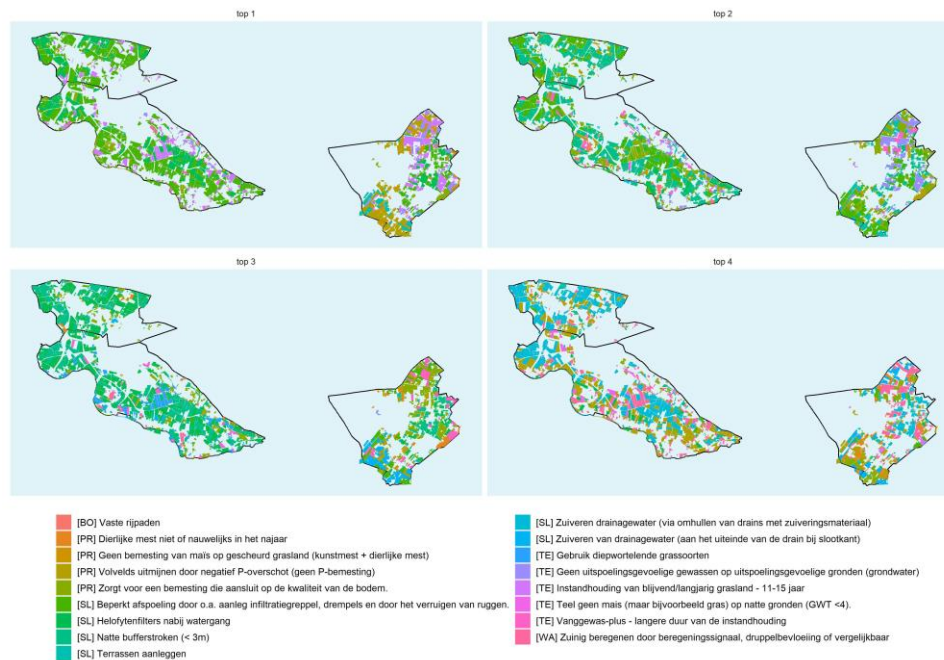 top 1
top 2
top 3
top 4
[BO] Vaste rijpaden
[PR] Dierlijke mest niet of nauwelijks in het najaar
[PR] Geen bemesting van maïs op gescheurd grasland (kunstmest + dierlijke mest)
[PR] Volvelds uitmijnen door negatief P-overschot (geen P-bemesting)
[PR] Zorgt voor een bemesting die aansluit op de kwaliteit van de bodem.
[SL] Beperkt afspoeling door o.a. aanleg infiltratiegreppel, drempels en door het verruigen van ruggen.
[SL] Helofytenfilters nabij watergang
[SL] Natte bufferstroken (< 3m)
[SL] Terrassen aanleggen
[SL] Zuiveren drainagewater (via omhullen van drains met zuiveringsmateriaal)
[SL] Zuiveren van drainagewater (aan het uiteinde van de drain bij slootkant)
[TE] Gebruik diepwortelende grassoorten
[TE] Geen uitspoelingsgevoelige gewassen op uitspoelingsgevoelige gronden (grondwater)
[TE] Instandhouding van blijvend/langjarig grasland - 11-15 jaar
[TE] Teel geen mais (maar bijvoorbeeld gras) op natte gronden (GWT <4).
[TE] Vanggewas-plus - langere duur van de instandhouding
[WA] Zuinig beregenen door beregeningssignaal, druppelbevloeiing of vergelijkbaar